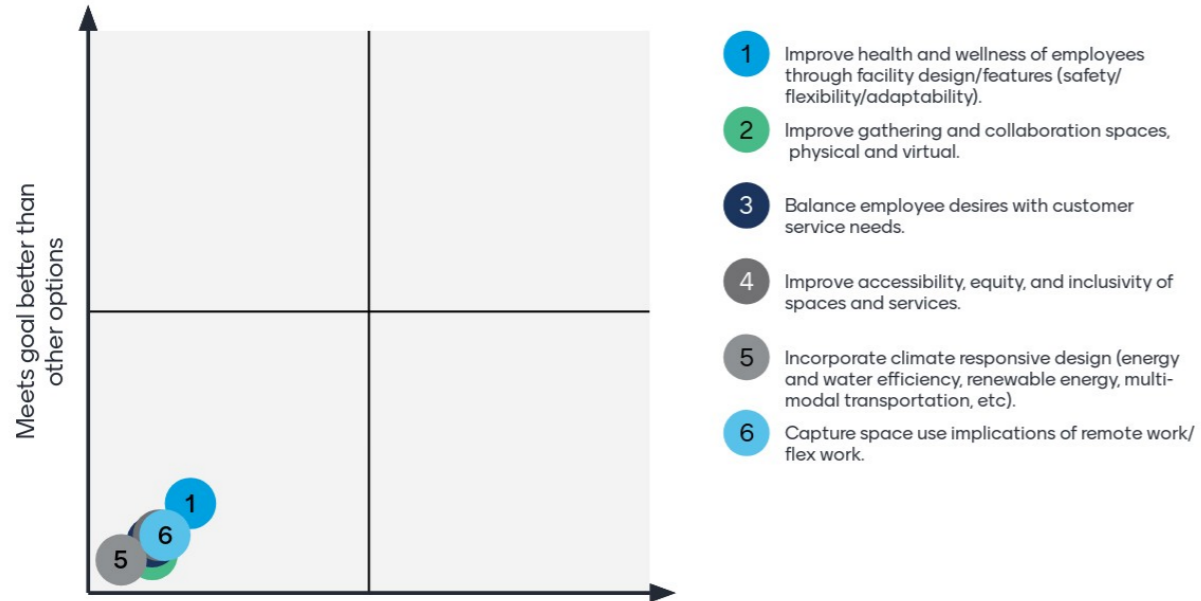 Meets goal better than
other options
1
6
5
1
Improve health and wellness of employees
through facility design/features (safety/
flexibility/adaptability).
2
Improve gathering and collaboration spaces,
physical and virtual.
3
Balance employee desires with customer
service needs.
4
Improve accessibility, equity, and inclusivity of
spaces and services.
5
Incorporate climate responsive design (energy
and water efficiency, renewable energy, multi-
modal transportation, etc).
6
Capture space use implications of remote work/
flex work.